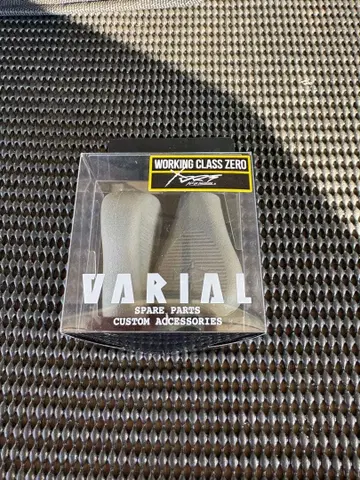 WORKING CLASS ZERO
VARIAL
SPARE PARTS
CUSTOM ACCESSORIES